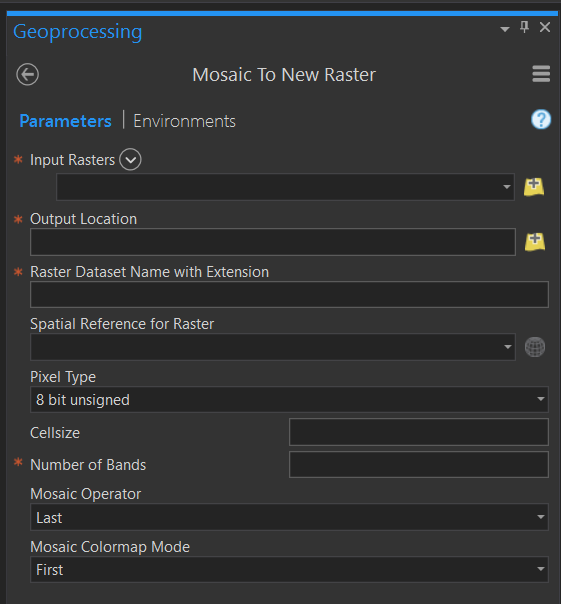 Geoprocessing
Mosaic To New Raster
Parameters | Environments
?
* Input Rasters
* Output Location
* Raster Dataset Name with Extension
Spatial Reference for Raster
Pixel Type
8 bit unsigned
Cellsize
* Number of Bands
Mosaic Operator
Last
Mosaic Colormap Mode
First